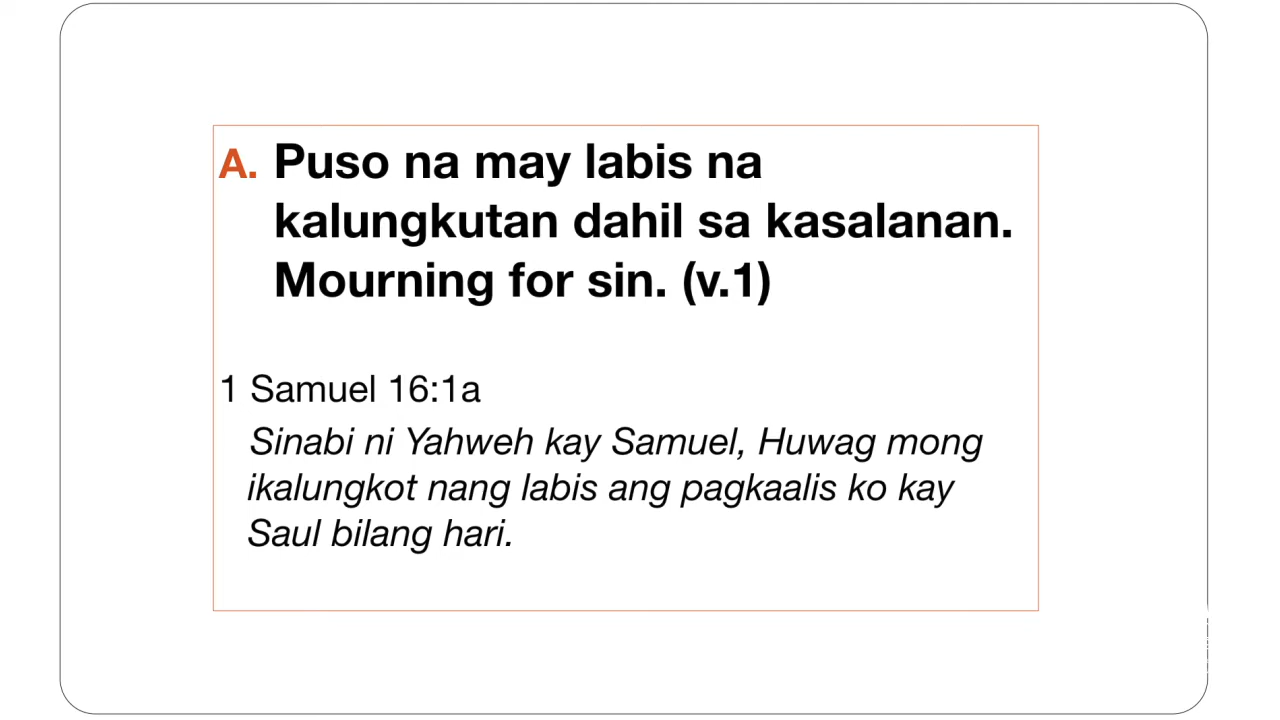 A. Puso na may labis na
kalungkutan dahil sa kasalanan.
Mourning for sin. (v.1)
1 Samuel 16:1a
Sinabi ni Yahweh kay Samuel, Huwag mong
ikalungkot nang labis ang pagkaalis ko kay
Saul bilang hari.